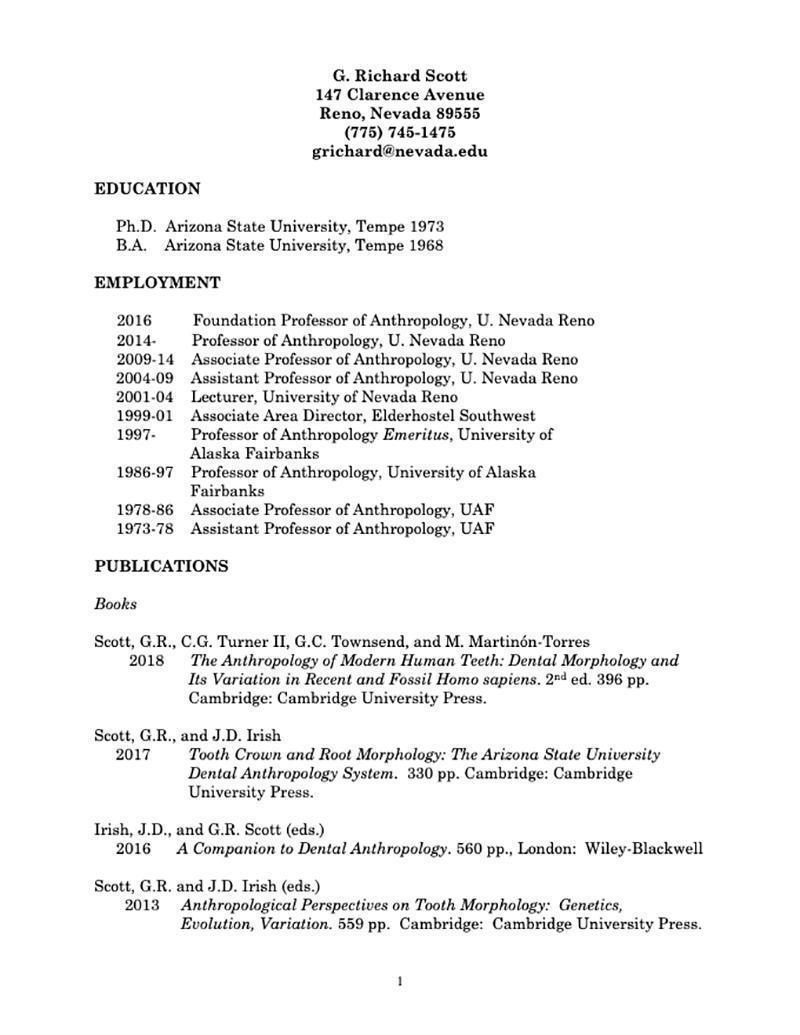 G. Richard Scott
147 Clarence Avenue
Reno, Nevada 89555
(775) 745-1475
grichard@nevada.edu
EDUCATION
Ph.D. Arizona State University, Tempe 1973
B.A. Arizona State University, Tempe 1968
EMPLOYMENT
2016 Foundation Professor of Anthropology, U. Nevada Reno
2014- Professor of Anthropology, U. Nevada Reno
2009-14 Associate Professor of Anthropology, U. Nevada Reno
2004-09 Assistant Professor of Anthropology, U. Nevada Reno
2001-04 Lecturer, University of Nevada Reno
1999-01 Associate Area Director, Elderhostel Southwest
1997- Professor of Anthropology Emeritus, University of
Alaska Fairbanks
1986-97 Professor of Anthropology, University of Alaska
Fairbanks
1978-86 Associate Professor of Anthropology, UAF
1973-78 Assistant Professor of Anthropology, UAF
PUBLICATIONS
Books
Scott, G.R., C.G. Turner II, G.C. Townsend, and M. Martinón-Torres
2018 The Anthropology of Modern Human Teeth: Dental Morphology and
Its Variation in Recent and Fossil Homo sapiens. 2nd ed. 396 pp.
Cambridge: Cambridge University Press.
Scott, G.R., and J.D. Irish
2017 Tooth Crown and Root Morphology: The Arizona State University
Dental Anthropology System. 330 pp. Cambridge: Cambridge
University Press.
Irish, J.D., and G.R. Scott (eds.)
2016 A Companion to Dental Anthropology. 560 pp., London: Wiley-Blackwell
Scott, G.R. and J.D. Irish (eds.)
2013 Anthropological Perspectives on Tooth Morphology: Genetics,
Evolution, Variation. 559 pp. Cambridge: Cambridge University Press.
1